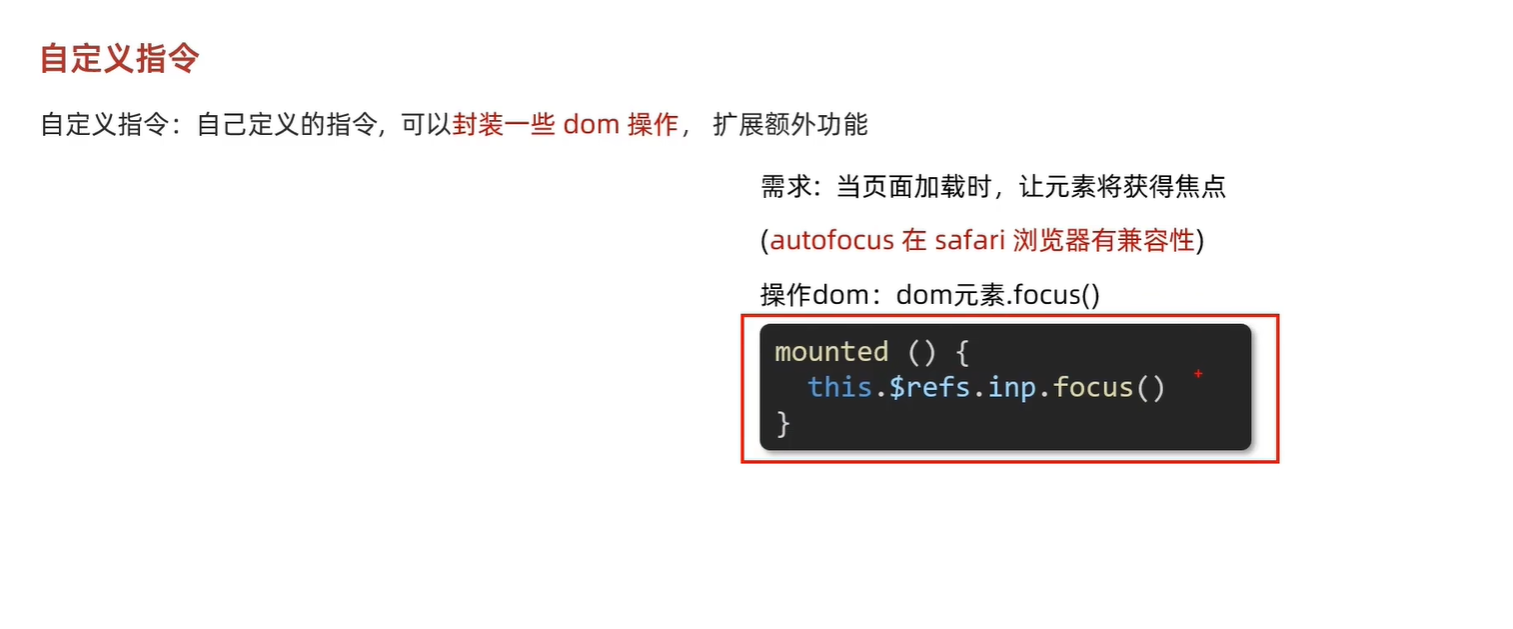 自定义指令
自定义指令：自己定义的指令, 可以封装一些 dom 操作， 扩展额外功能
需求：当页面加载时，让元素将获得焦点
(autofocus 在 safari 浏览器有兼容性)
操作dom：dom元素.focus()
mounted () {
  this.$refs.inp.focus()
}